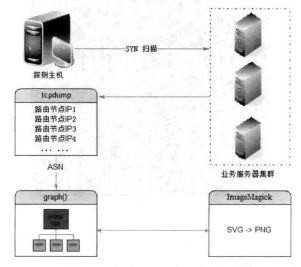 SYN 扫描
探测主机
tcpdump
路由节点IP1
路由节点IP2
路由节点IP3
路由节点IP4
... ...
业务服务器集群
ASN
graph()
ImageMagick
SVG -> PNG